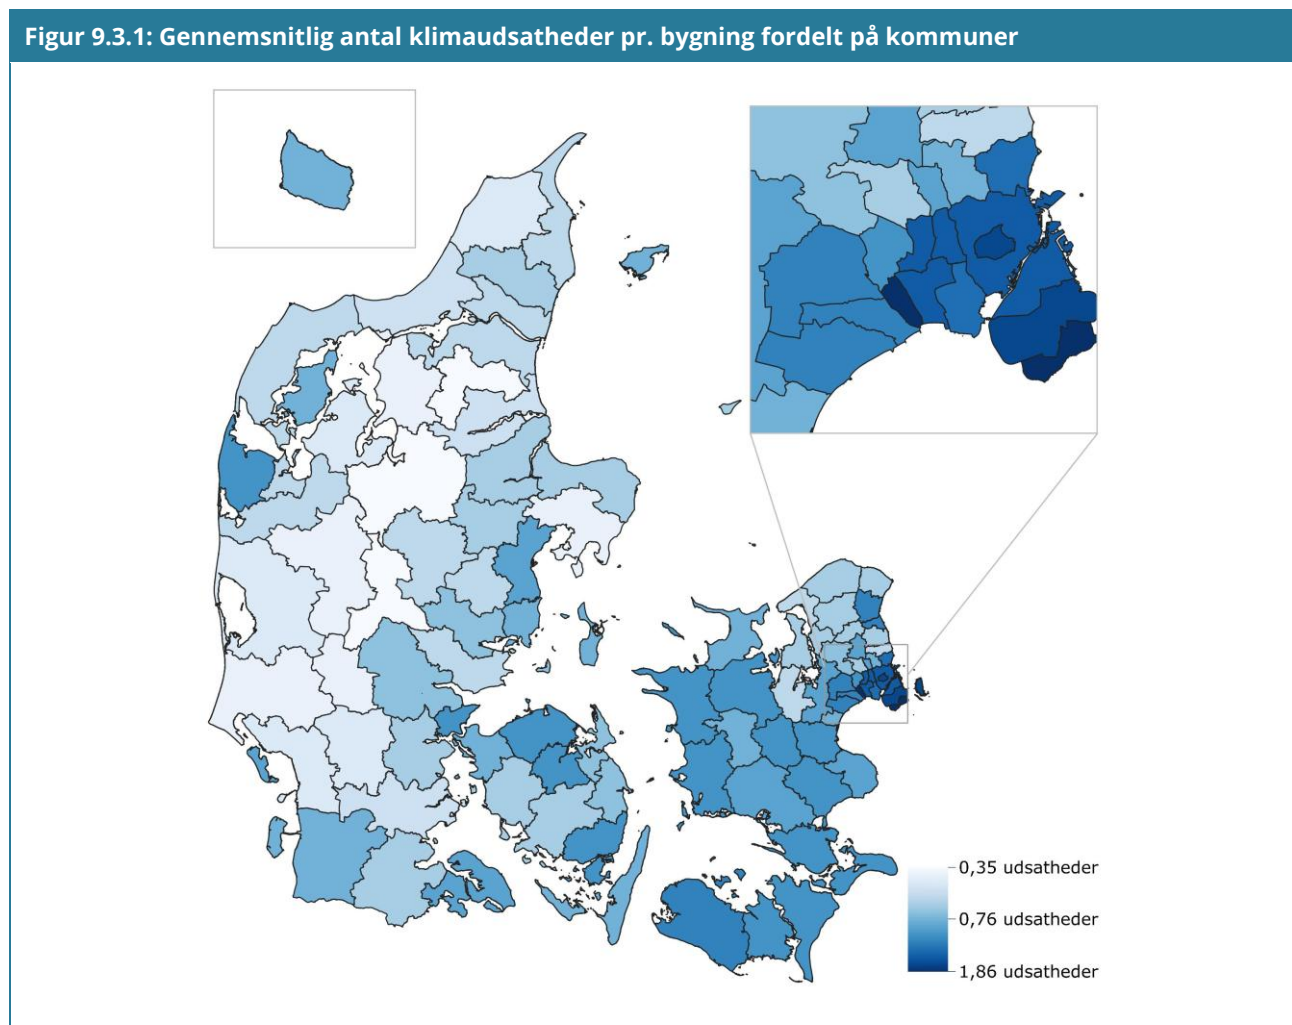 Figur 9.3.1: Gennemsnitlig antal klimaudsatheder pr. bygning fordelt på kommuner
0,35 udsatheder
0,76 udsatheder
1,86 udsatheder